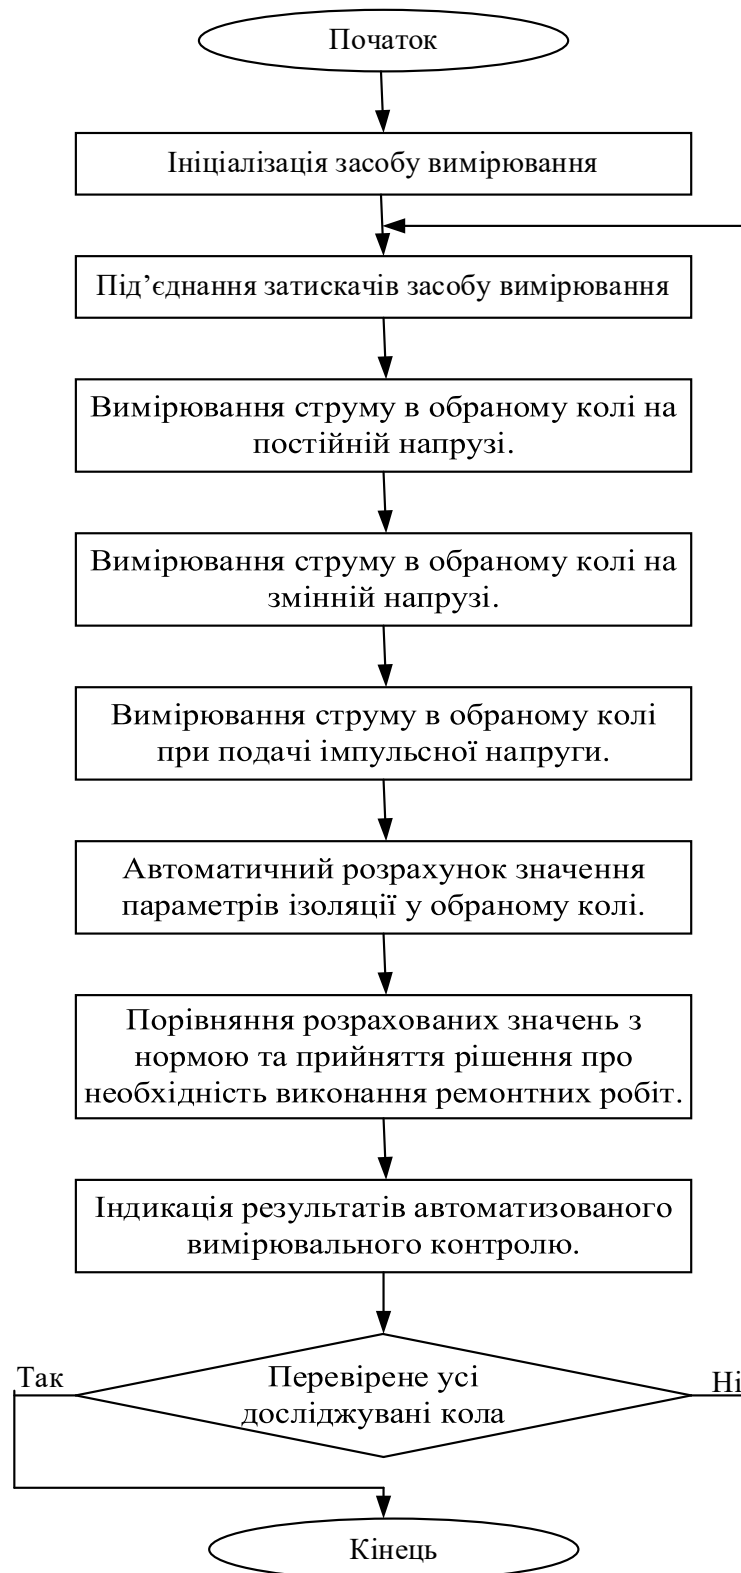 Початок
Ініціалізація засобу вимірювання
Під’єднання затискачів засобу вимірювання
Вимірювання струму в обраному колі на
постійній напрузі.
Вимірювання струму в обраному колі на
змінній напрузі.
Вимірювання струму в обраному колі
при подачі імпульсної напруги.
Автоматичний розрахунок значення
параметрів ізоляції у обраному колі.
Порівняння розрахованих значень з
нормою та прийняття рішення про
необхідність виконання ремонтних робіт.
Індикація результатів автоматизованого
вимірювального контролю.
Так
Перевірене усі
досліджувані кола
Ні
Кінець